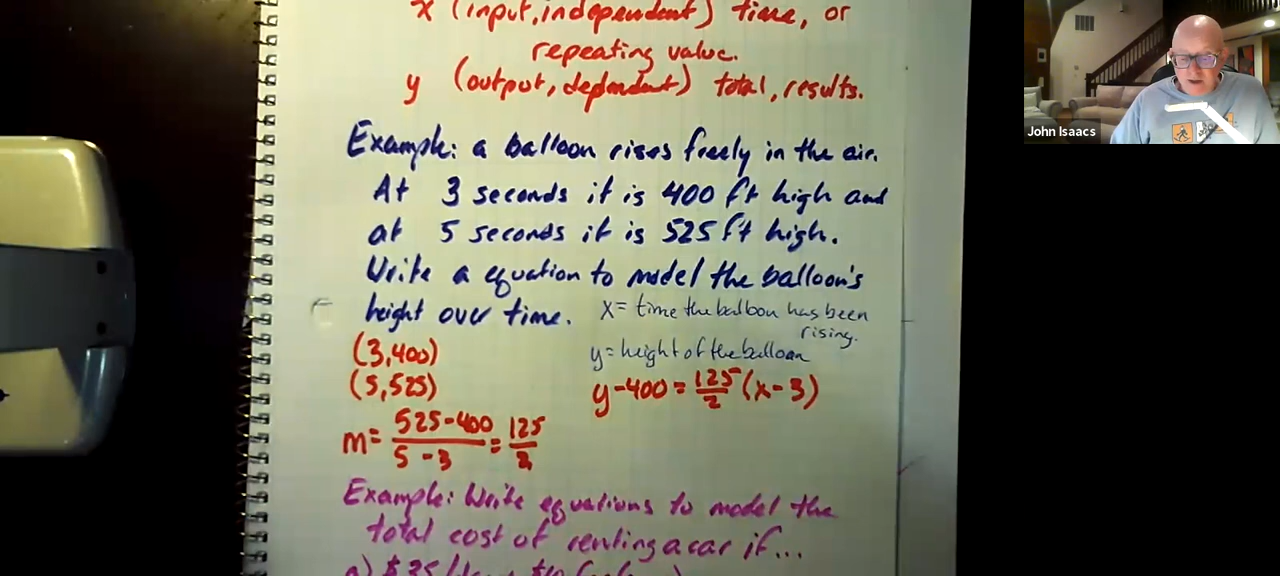 x (input, independent) time, or
repeating value.
y (output, dependent) total, results.
Example: a balloon rises freely in the air.
At 3 seconds it is 400 ft high and
at 5 seconds it is 525 ft high.
Write a equation to model the balloon's
height over time.
x = time the balloon has been
rising.
y = height of the balloon
(3,400)
(5,525)
y - 400 = 125/2 (x - 3)
m = 525 - 400 / 5 - 3 = 125 / 2
Example: Write equations to model the
total cost of renting a car if...
a) $35/
John Isaacs